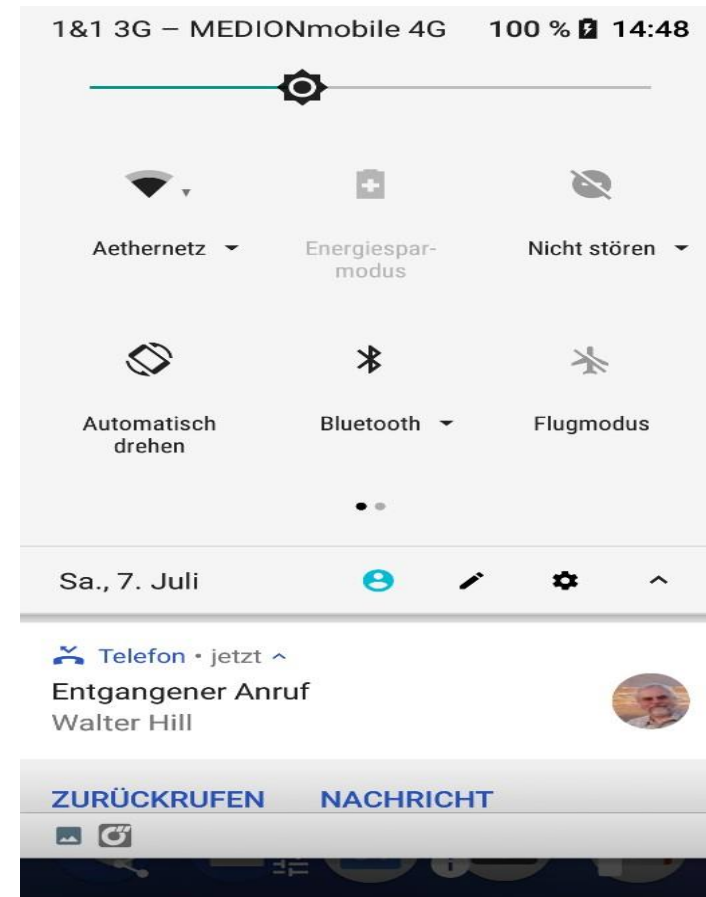 1&1 3G – MEDIONmobile 4G 100 % 14:48
Aethernetz
Energiespar-
modus
Nicht stören
Automatisch
drehen
Bluetooth
Flugmodus
Sa., 7. Juli
Telefon • jetzt
Entgangener Anruf
Walter Hill
ZURÜCKRUFEN NACHRICHT